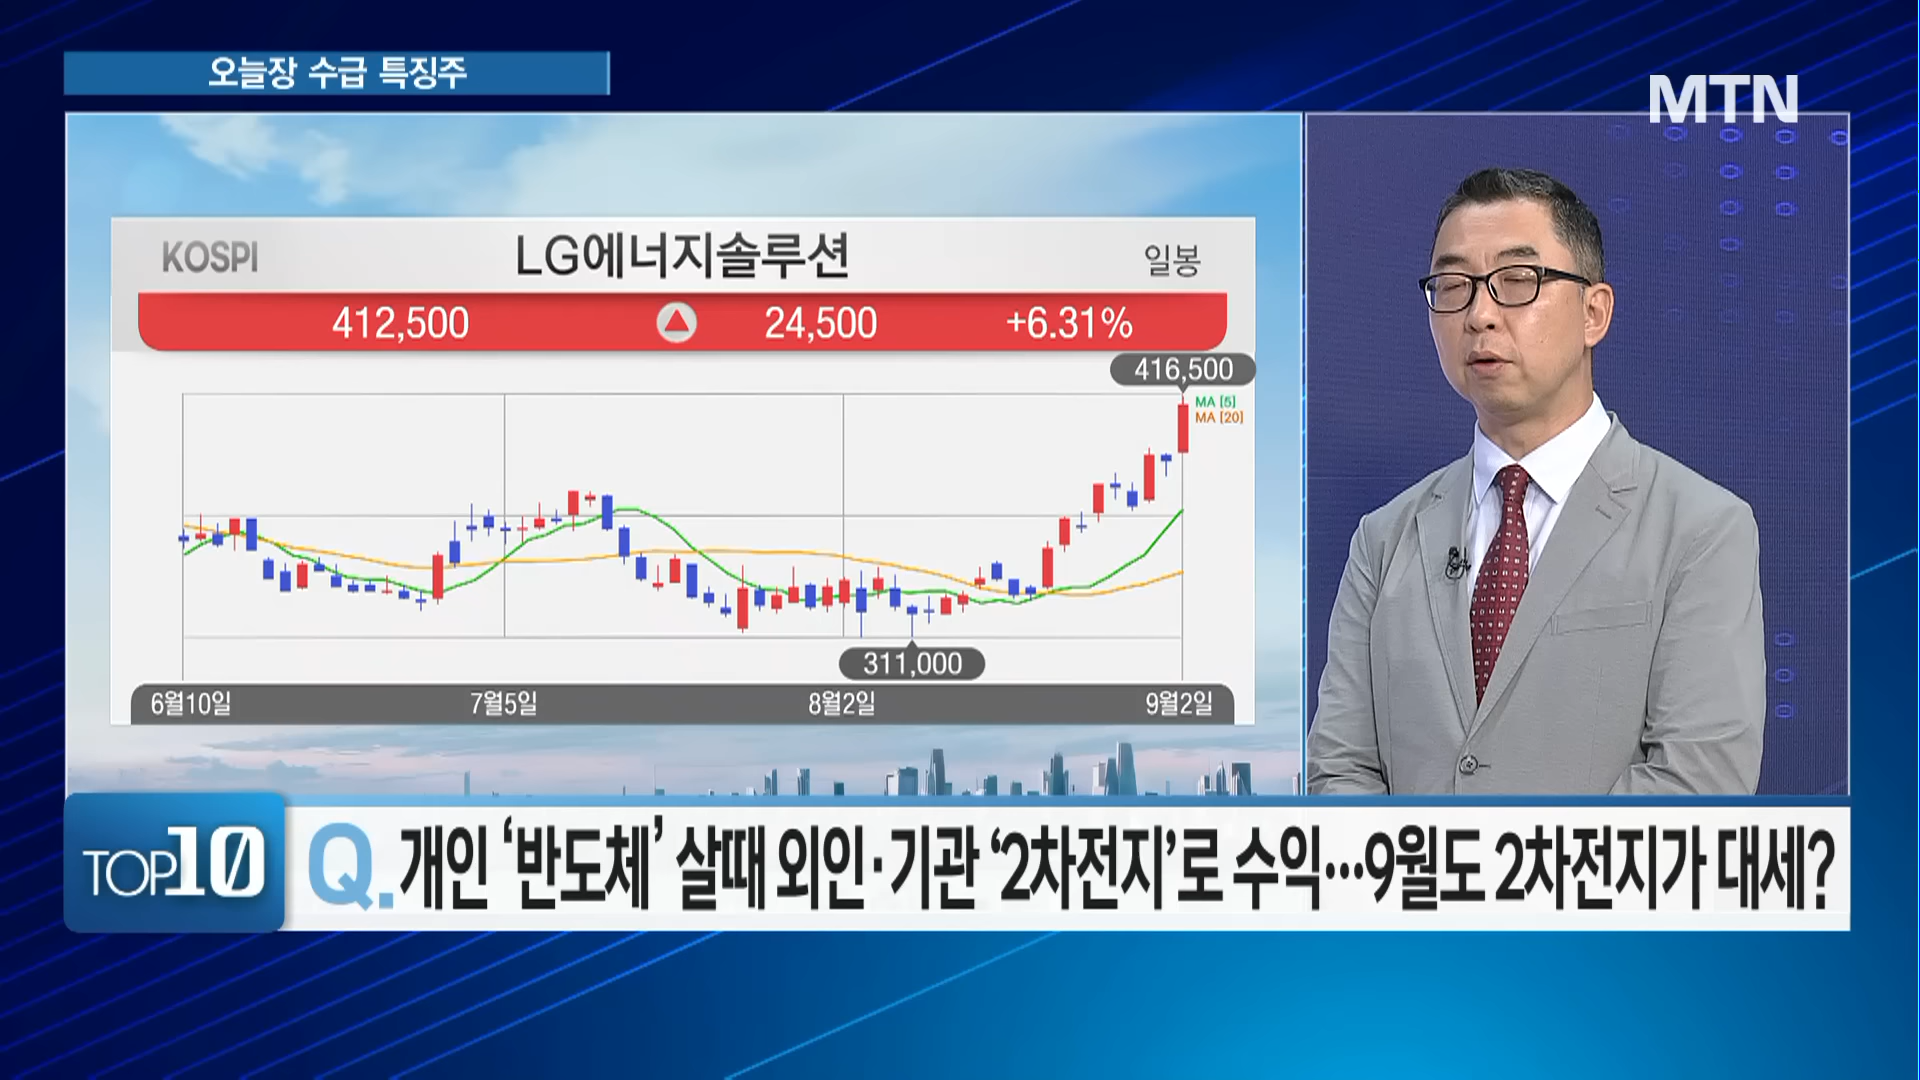 오늘장 수급 특징주
MTN
KOSPI LG에너지솔루션 일봉
412,500 24,500 +6.31%
416,500
MA [5]
MA [20]
311,000
6월10일 7월5일 8월2일 9월2일
TOP10 Q. 개인 ‘반도체’ 살때 외인·기관 ‘2차전지’로 수익…9월도 2차전지가 대세?